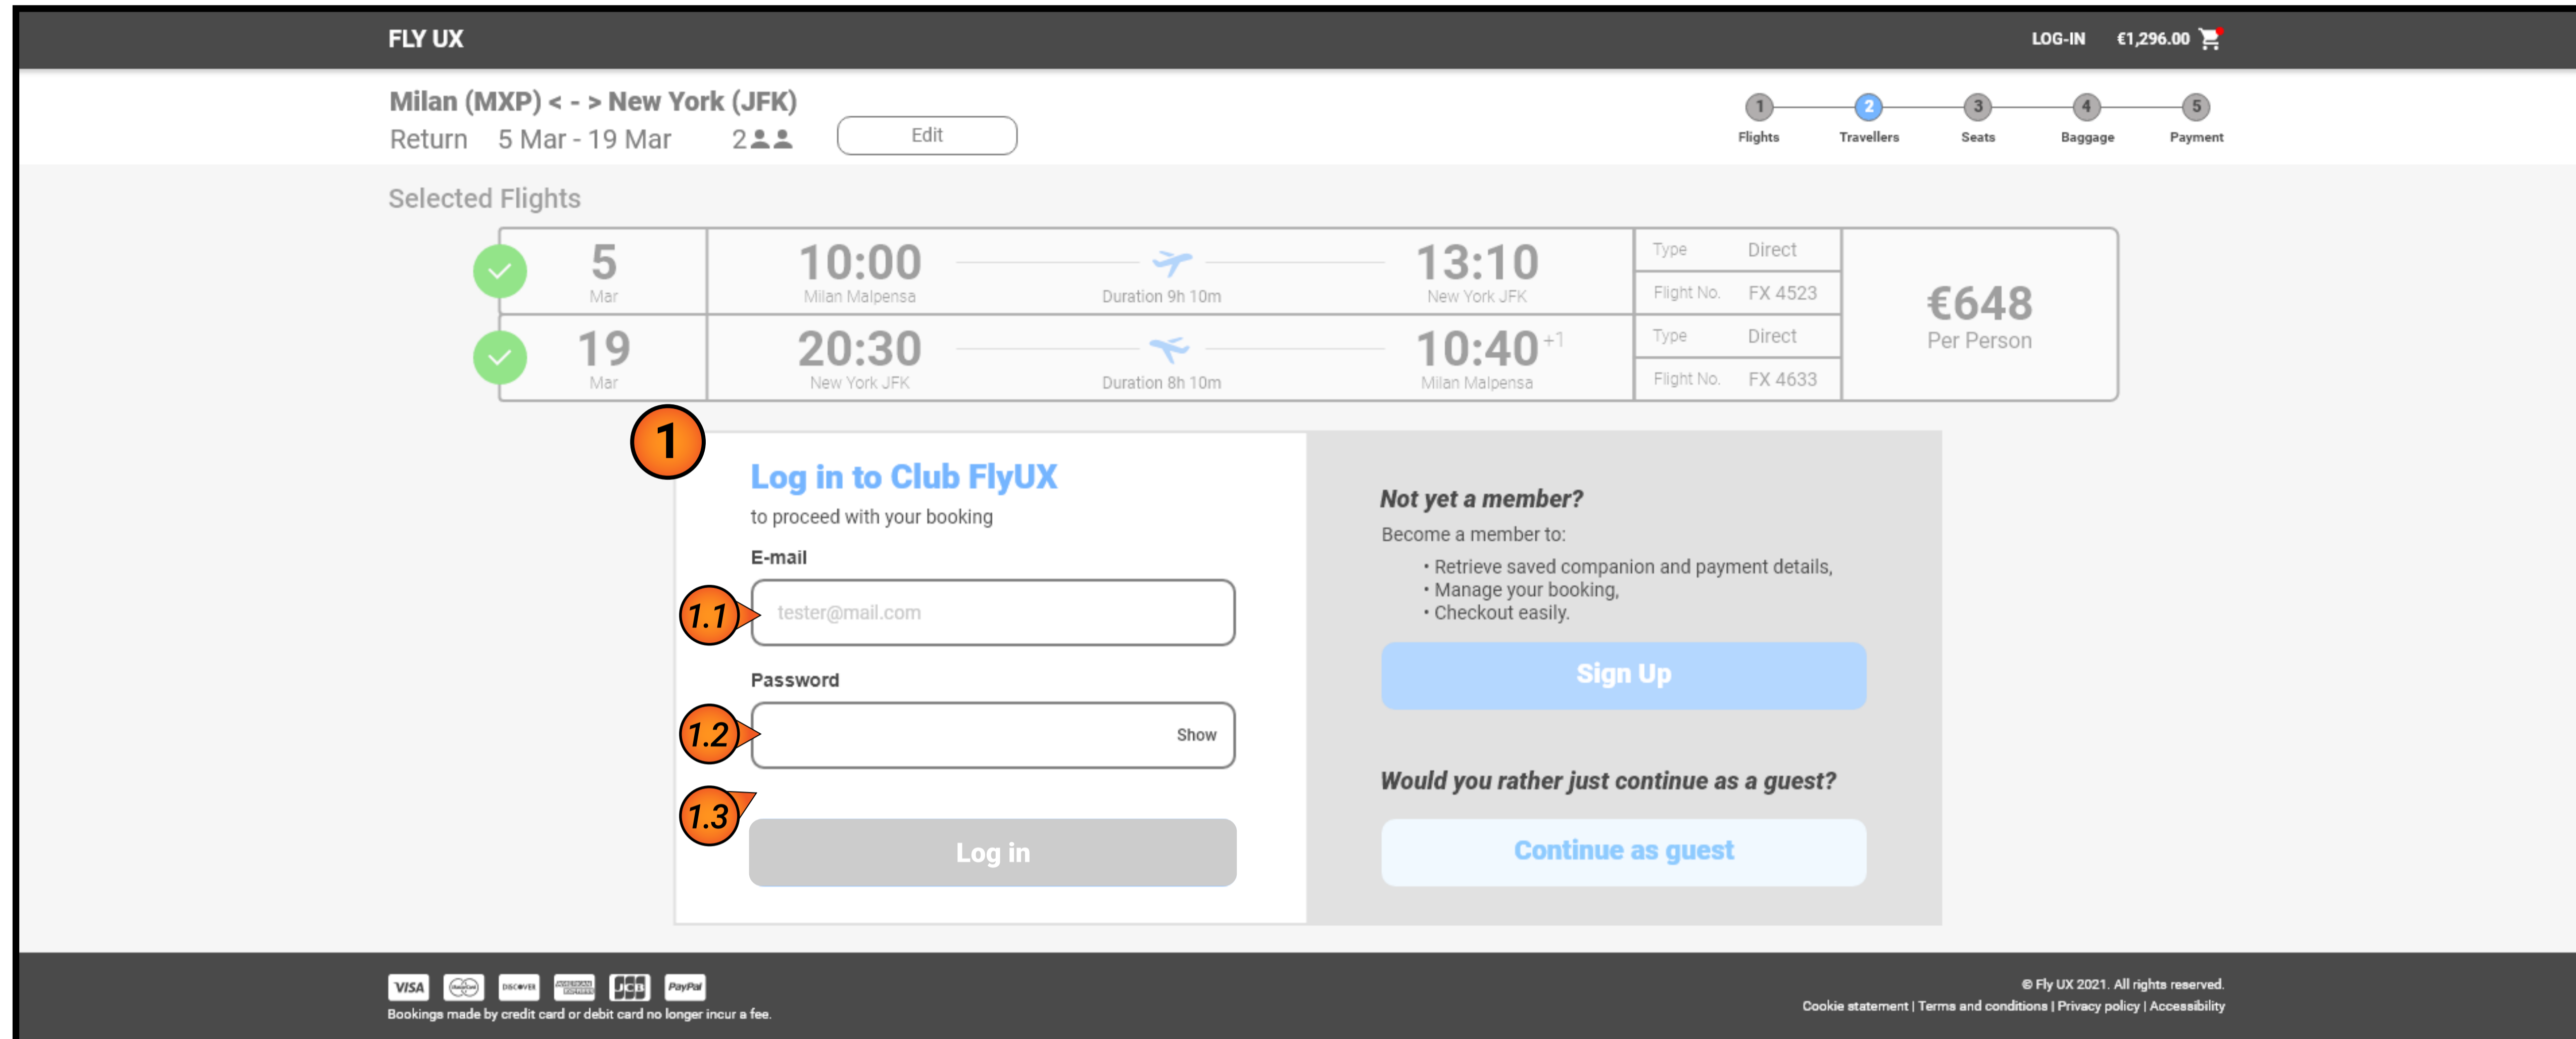 FLY UX
LOG-IN €1,296.00
Milan (MXP) < - > New York (JFK)
Return 5 Mar - 19 Mar 2
Edit
1 2 3 4 5
Flights Travellers Seats Baggage Payment
Selected Flights
5
Mar
10:00
Milan Malpensa
Duration 9h 10m
13:10
New York JFK
Type Direct
Flight No. FX 4523
19
Mar
20:30
New York JFK
Duration 8h 10m
10:40 +1
Milan Malpensa
Type Direct
Flight No. FX 4633
€648
Per Person
1
Log in to Club FlyUX
to proceed with your booking
E-mail
1.1
tester@mail.com
Password
1.2
Show
1.3
Log in
Not yet a member?
Become a member to:
• Retrieve saved companion and payment details,
• Manage your booking,
• Checkout easily.
Sign Up
Would you rather just continue as a guest?
Continue as guest
VISA DISCOVER JCB PayPal
Bookings made by credit card or debit card no longer incur a fee.
© Fly UX 2021. All rights reserved.
Cookie statement | Terms and conditions | Privacy policy | Accessibility